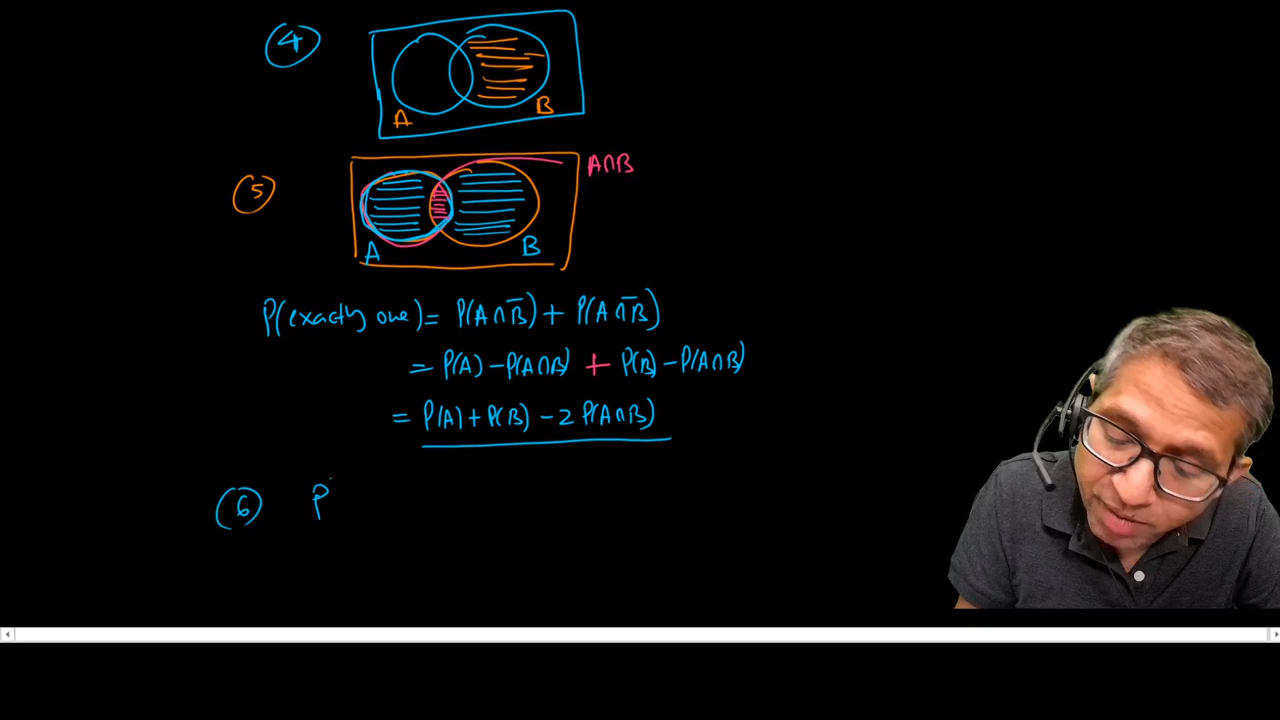 ④
A B
⑤ A∩B
A B
P(exactly one) = P(A∩B̅) + P(A∩B̅)
= P(A) − P(A∩B) + P(B) − P(A∩B)
= P(A) + P(B) − 2 P(A∩B)
⑥ P